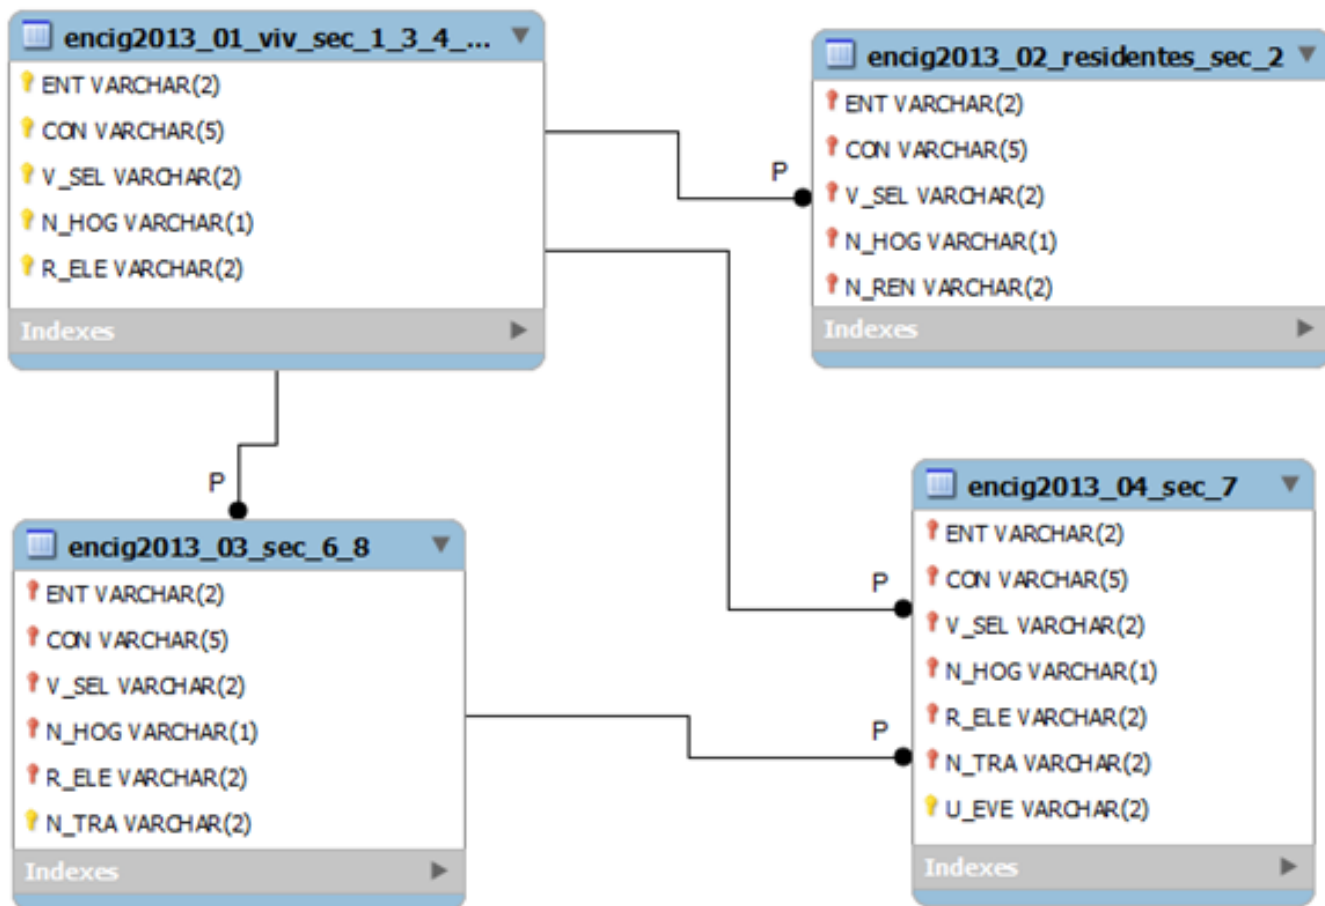 encig2013_01_viv_sec_1_3_4_...
ENT VARCHAR(2)
CON VARCHAR(5)
V_SEL VARCHAR(2)
N_HOG VARCHAR(1)
R_ELE VARCHAR(2)
Indexes
encig2013_02_residentes_sec_2
ENT VARCHAR(2)
CON VARCHAR(5)
V_SEL VARCHAR(2)
N_HOG VARCHAR(1)
N_REN VARCHAR(2)
Indexes
P
P
encig2013_03_sec_6_8
ENT VARCHAR(2)
CON VARCHAR(5)
V_SEL VARCHAR(2)
N_HOG VARCHAR(1)
R_ELE VARCHAR(2)
N_TRA VARCHAR(2)
Indexes
P
P
encig2013_04_sec_7
ENT VARCHAR(2)
CON VARCHAR(5)
V_SEL VARCHAR(2)
N_HOG VARCHAR(1)
R_ELE VARCHAR(2)
N_TRA VARCHAR(2)
U_EVE VARCHAR(2)
Indexes